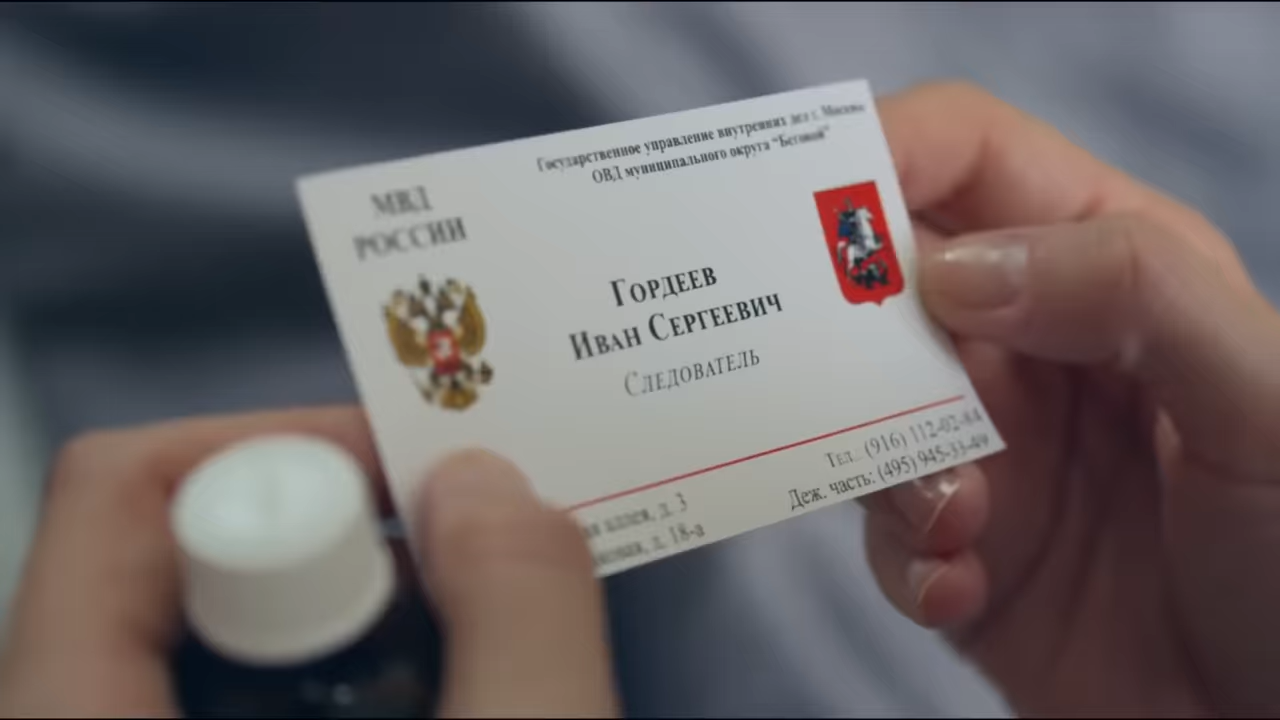 Государственное управление внутренних дел г. Москвы
ОВД муниципального округа "Беговой"
МВД
РОССИИ
Гордеев
Иван Сергеевич
Следователь
Тел.. (916) 112-02-84
Деж. часть: (495) 945-33-49
аллея, д. 3
д. 18-а